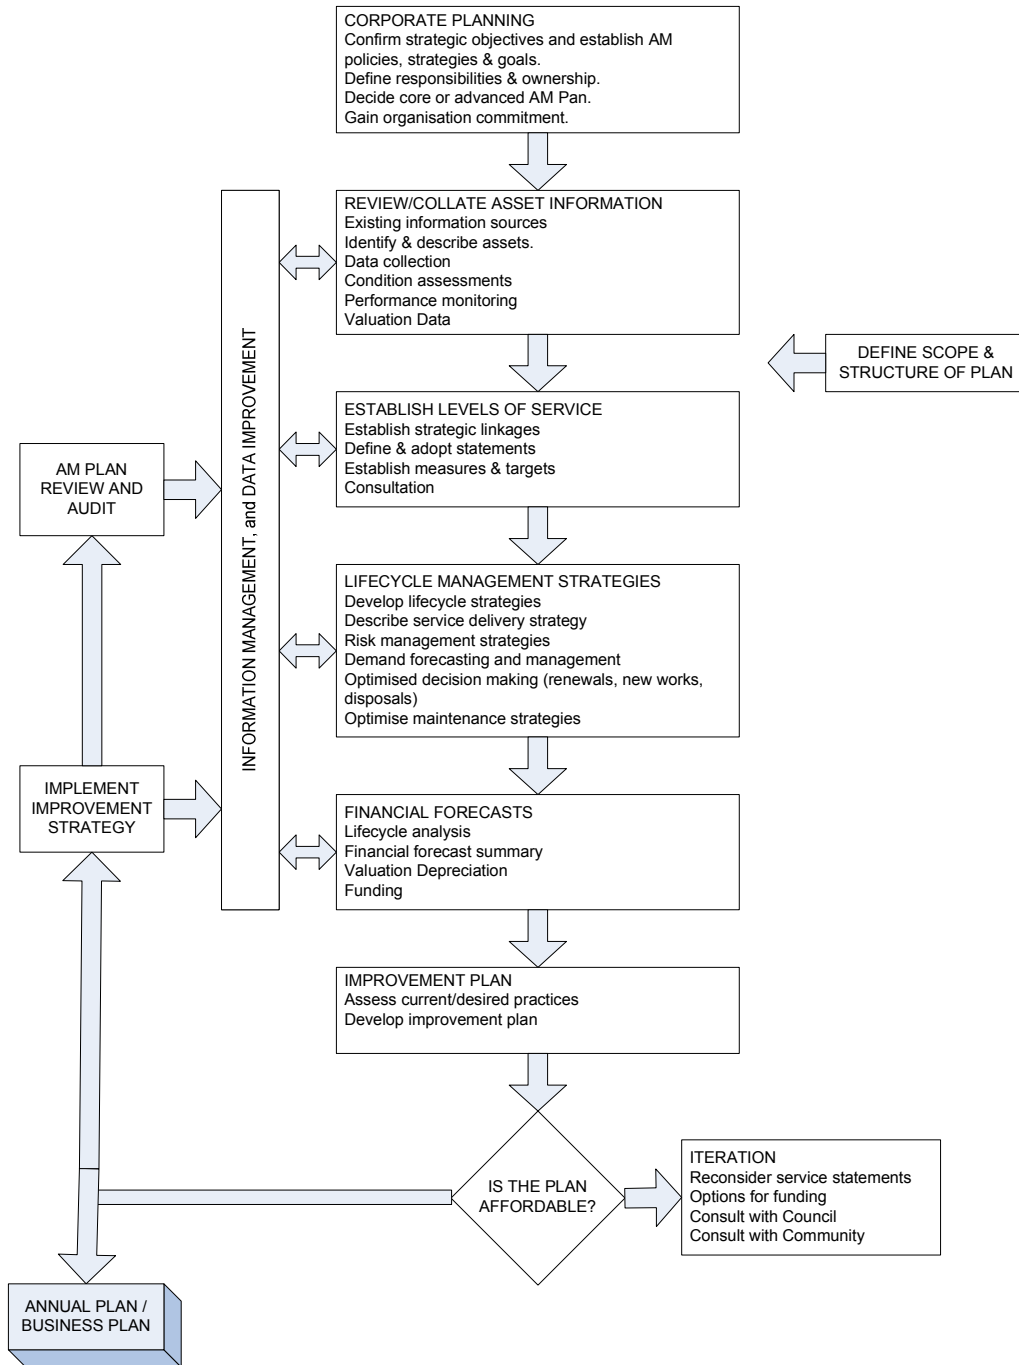 CORPORATE PLANNING
Confirm strategic objectives and establish AM
policies, strategies & goals.
Define responsibilities & ownership.
Decide core or advanced AM Pan.
Gain organisation commitment.
REVIEW/COLLATE ASSET INFORMATION
Existing information sources
Identify & describe assets.
Data collection
Condition assessments
Performance monitoring
Valuation Data
DEFINE SCOPE &
STRUCTURE OF PLAN
INFORMATION MANAGEMENT, and DATA IMPROVEMENT
ESTABLISH LEVELS OF SERVICE
Establish strategic linkages
Define & adopt statements
Establish measures & targets
Consultation
AM PLAN
REVIEW AND
AUDIT
LIFECYCLE MANAGEMENT STRATEGIES
Develop lifecycle strategies
Describe service delivery strategy
Risk management strategies
Demand forecasting and management
Optimised decision making (renewals, new works,
disposals)
Optimise maintenance strategies
IMPLEMENT
IMPROVEMENT
STRATEGY
FINANCIAL FORECASTS
Lifecycle analysis
Financial forecast summary
Valuation Depreciation
Funding
IMPROVEMENT PLAN
Assess current/desired practices
Develop improvement plan
IS THE PLAN
AFFORDABLE?
ITERATION
Reconsider service statements
Options for funding
Consult with Council
Consult with Community
ANNUAL PLAN /
BUSINESS PLAN